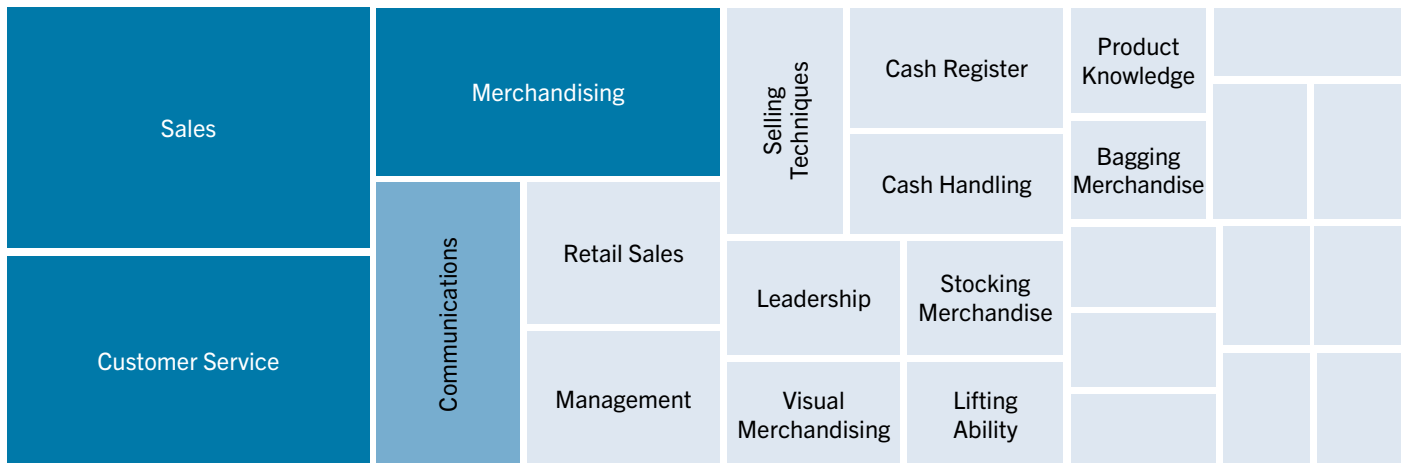 Sales
Customer Service
Merchandising
Communications
Retail Sales
Management
Selling
Techniques
Cash Register
Cash Handling
Leadership
Stocking
Merchandise
Visual
Merchandising
Lifting
Ability
Product
Knowledge
Bagging
Merchandise